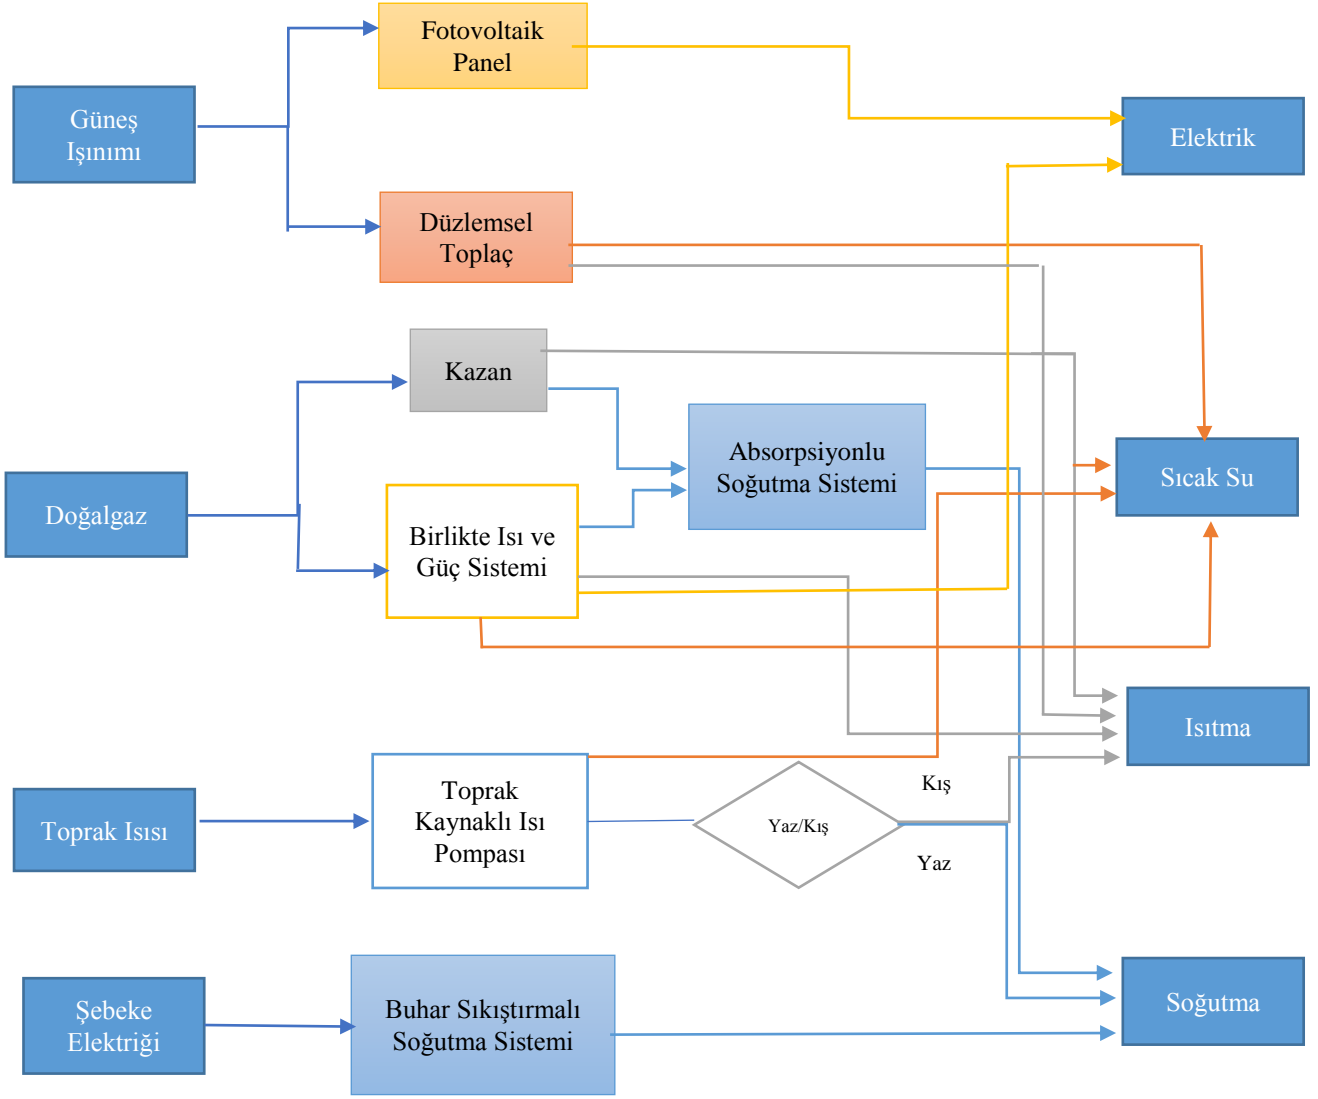 Fotovoltaik
Panel
Güneş
Işınımı
Elektrik
Düzlemsel
Toplaç
Kazan
Absorpsiyonlu
Soğutma Sistemi
Sıcak Su
Doğalgaz
Birlikte Isı ve
Güç Sistemi
Isıtma
Toprak Isısı
Toprak
Kaynaklı Isı
Pompası
Yaz/Kış
Kış
Yaz
Şebeke
Elektriği
Buhar Sıkıştırmalı
Soğutma Sistemi
Soğutma